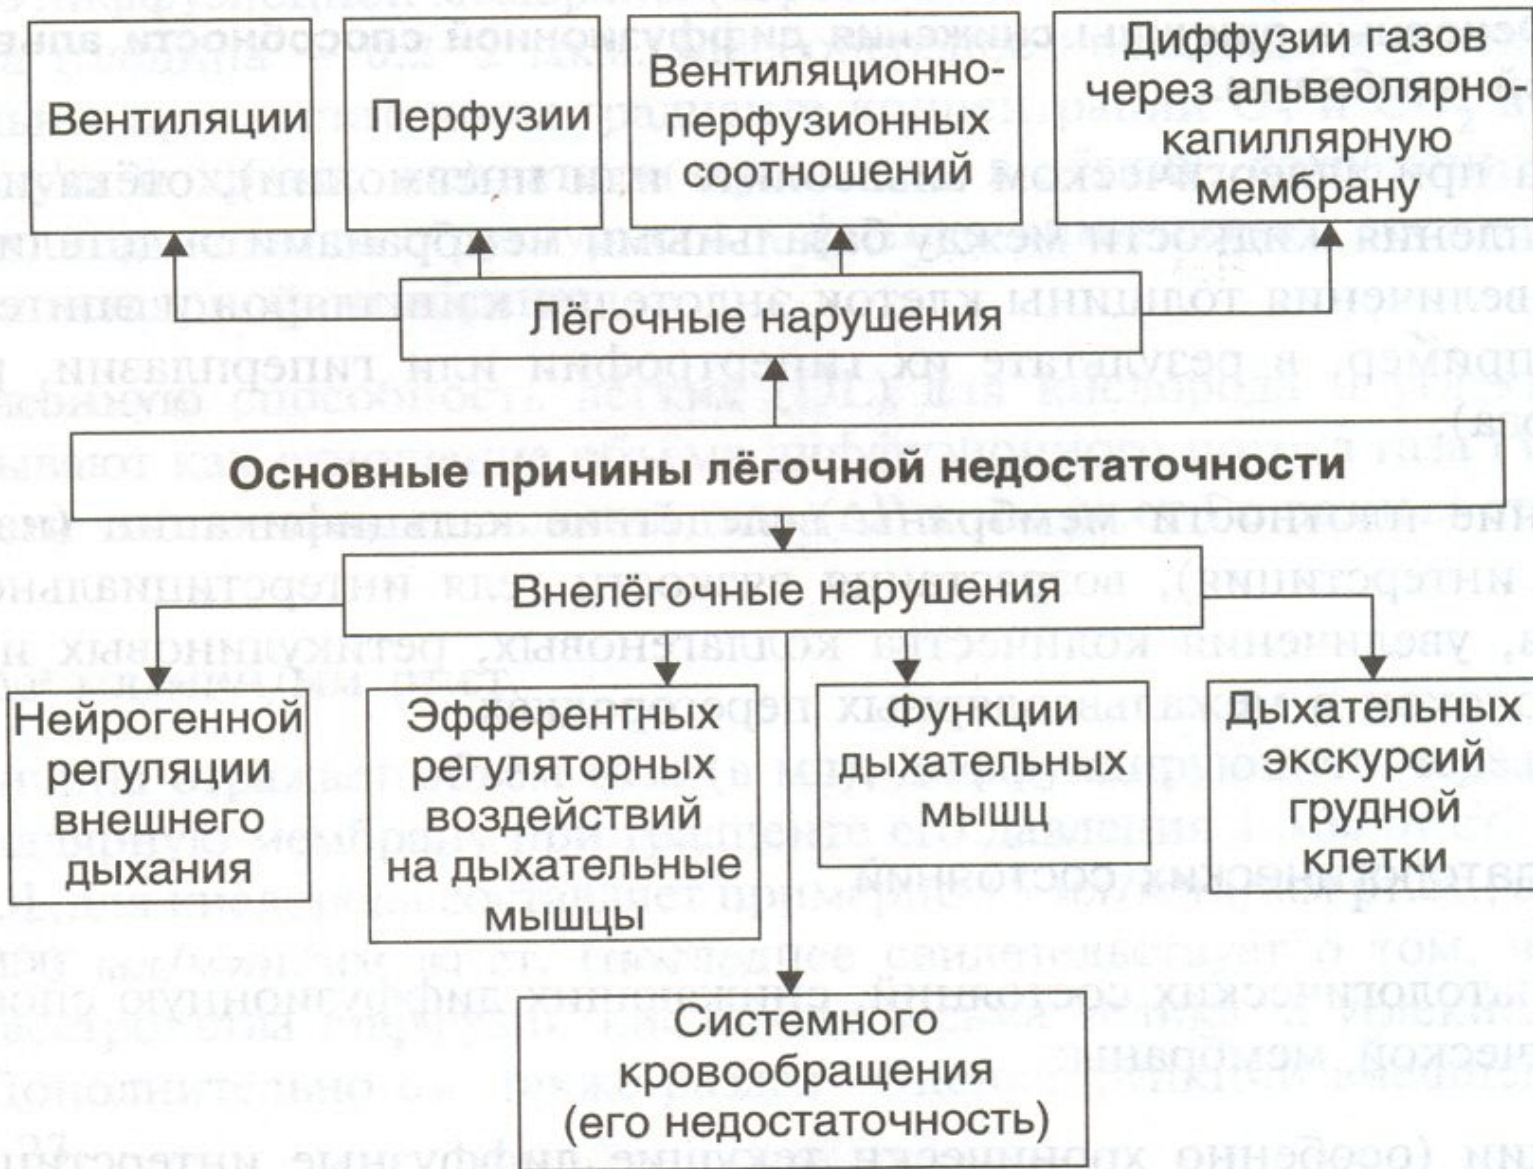 Вентиляции
Перфузии
Вентиляционно-
перфузионных
соотношений
Диффузии газов
через альвеолярно-
капиллярную
мембрану
Лёгочные нарушения
Основные причины лёгочной недостаточности
Внелёгочные нарушения
Нейрогенной
регуляции
внешнего
дыхания
Эфферентных
регуляторных
воздействий
на дыхательные
мышцы
Функции
дыхательных
мышц
Дыхательных
экскурсий
грудной
клетки
Системного
кровообращения
(его недостаточность)